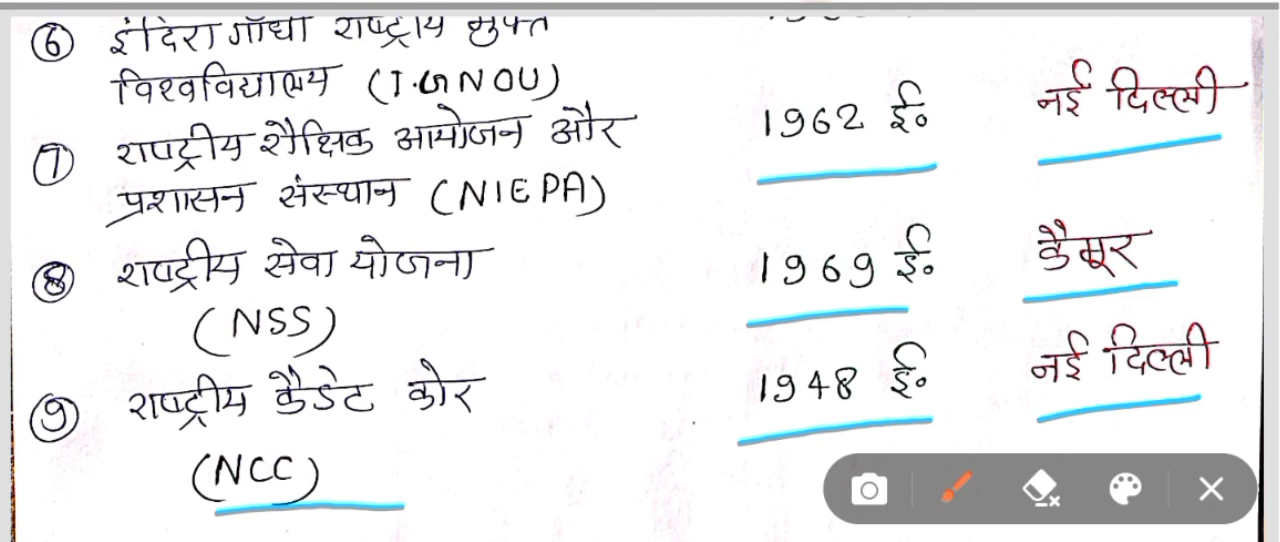 ⑥ इंदिरा गाँधी राष्ट्रीय मुक्त
विश्वविद्यालय (I.GNOU)
⑦ राष्ट्रीय शैक्षिक आयोजन और 1962 ई० नई दिल्ली
प्रशासन संस्थान (NIEPA)
⑧ राष्ट्रीय सेवा योजना 1969 ई०
(NSS)
⑨ राष्ट्रीय कैडेट कोर 1948 ई० नई दिल्ली
(NCC)